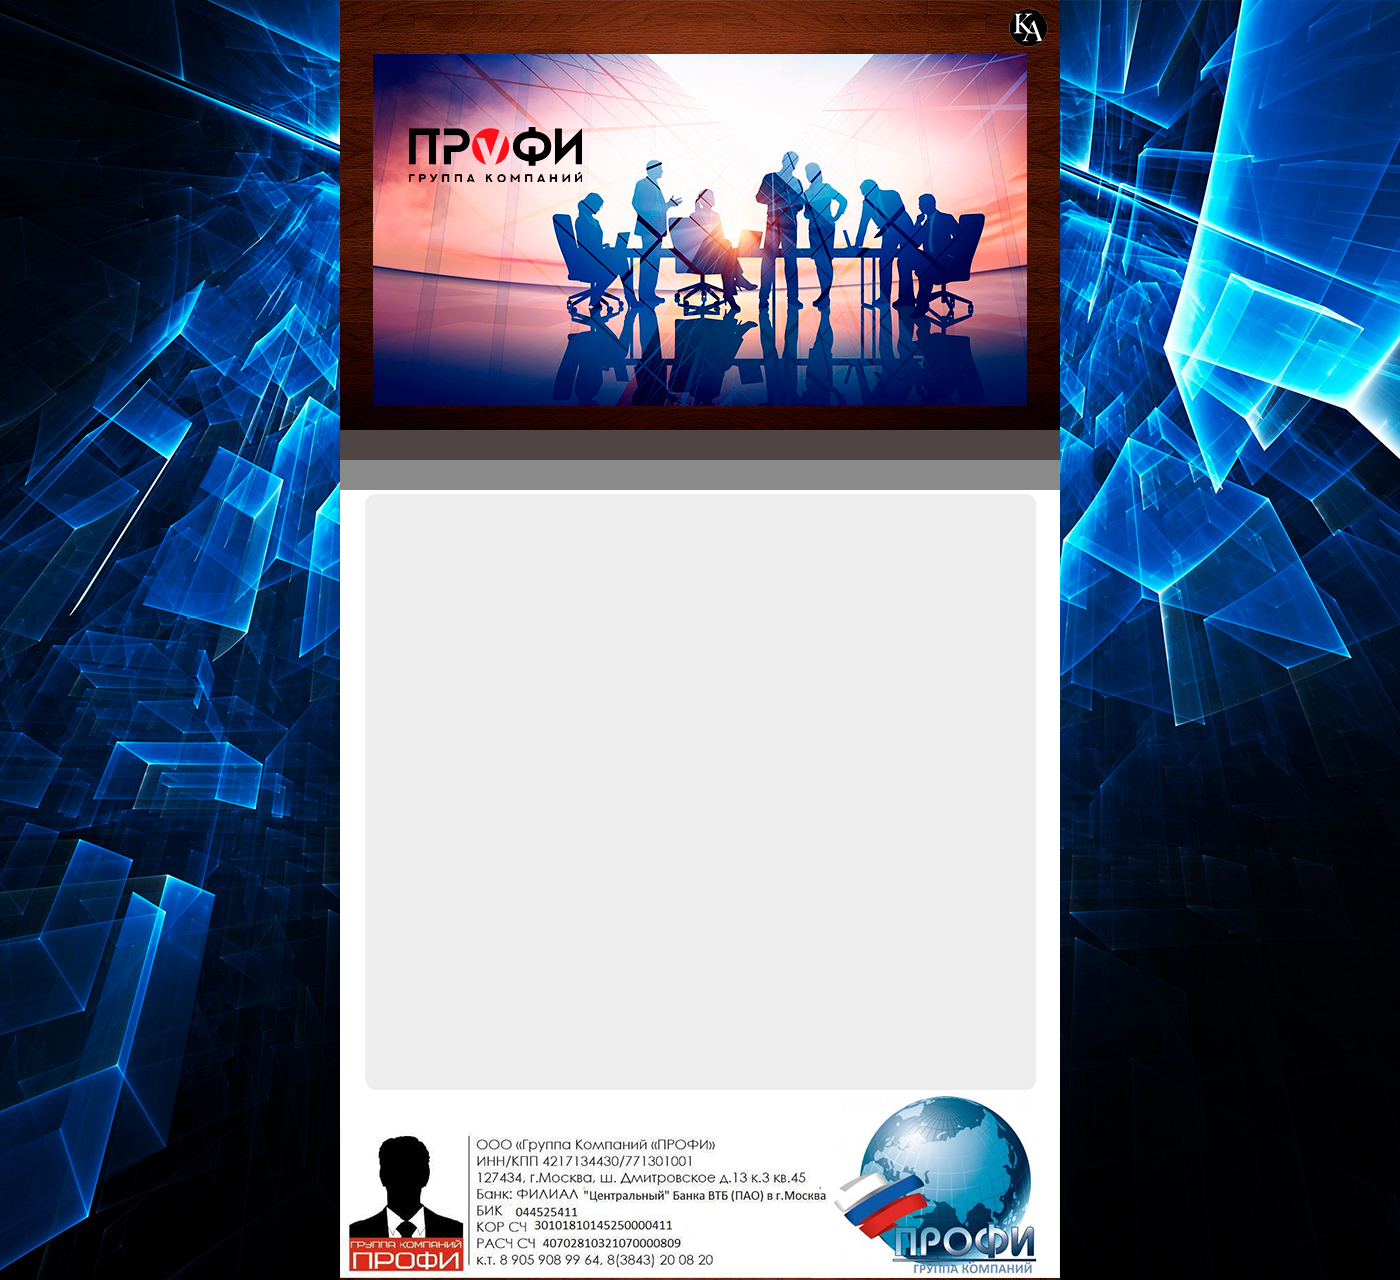 KA
ПРОФИ
ГРУППА КОМПАНИЙ
ООО «Группа Компаний «ПРОФИ»
ИНН/КПП 4217134430/771301001
127434, г.Москва, ш. Дмитровское д.13 к.3 кв.45
Банк: ФИЛИАЛ "Центральный" Банка ВТБ (ПАО) в г.Москва
БИК 044525411
КОР СЧ 30101810145250000411
РАСЧ СЧ 40702810321070000809
к.т. 8 905 908 99 64, 8(3843) 20 08 20
ГРУППА КОМПАНИЙ
ПРОФИ
ПРОФИ
ГРУППА КОМПАНИЙ